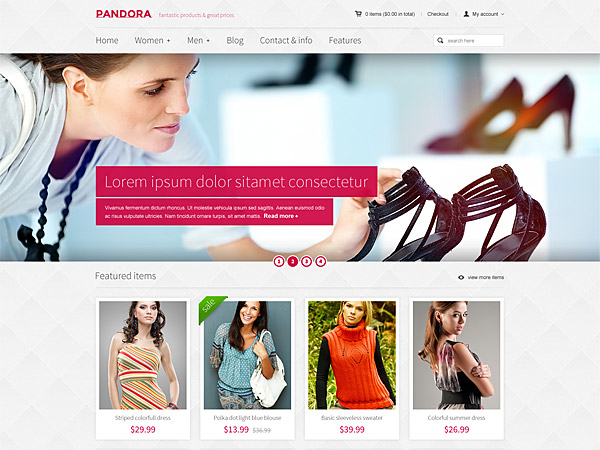 PANDORA fantastic products & great prices.
0 items ($0.00 in total) Checkout My account
Home Women + Men + Blog Contact & info Features
search here
Lorem ipsum dolor sitamet consectetur
Vivamus fermentum dictum rhoncus. Ut molestie vehicula sed sagittis. Aenean euismod odio
ac risus vulputate ultricies. Nam tincidunt ornare turpis, sit amet mattis. Read more +
1 2 3 4
Featured items
view more items
sale
Striped colorfull dress
$29.99
Polka dot light blue blouse
$13.99 $36.99
Basic sleeveless sweater
$39.99
Colorful summer dress
$26.99